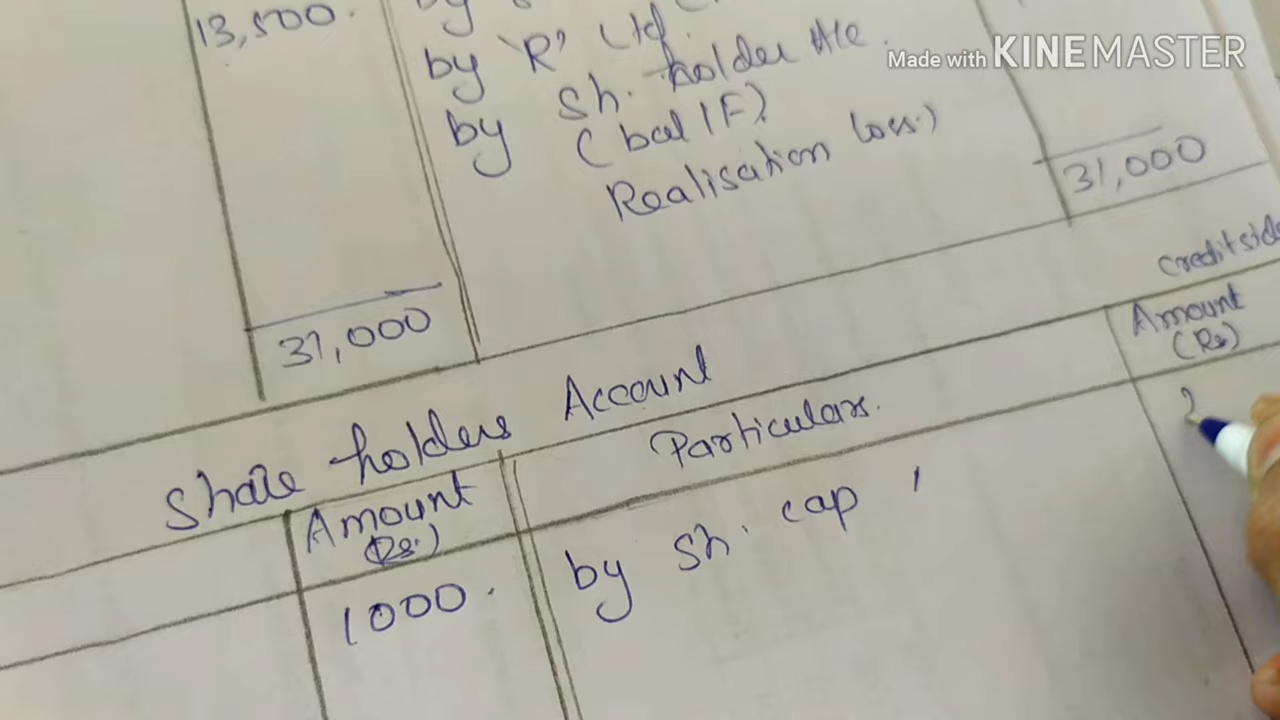 13,500.
by
by 'R' Ltd.
by Sh. holder A/c.
(bal/F)
Realisation Loss.)
31,000
31,000
Made with KINEMASTER
credit side
Share holders Account
Amount
(Rs.)
Particulars.
Amount
(Rs)
1000.
by Sh. cap